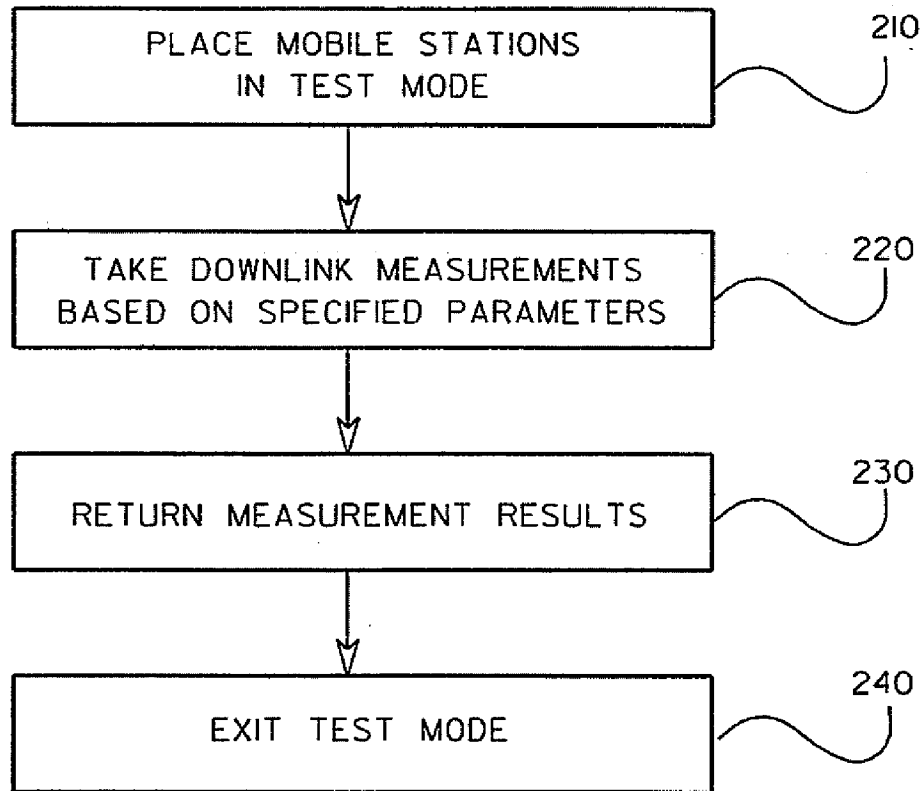 210
PLACE MOBILE STATIONS
IN TEST MODE
220
TAKE DOWNLINK MEASUREMENTS
BASED ON SPECIFIED PARAMETERS
230
RETURN MEASUREMENT RESULTS
240
EXIT TEST MODE